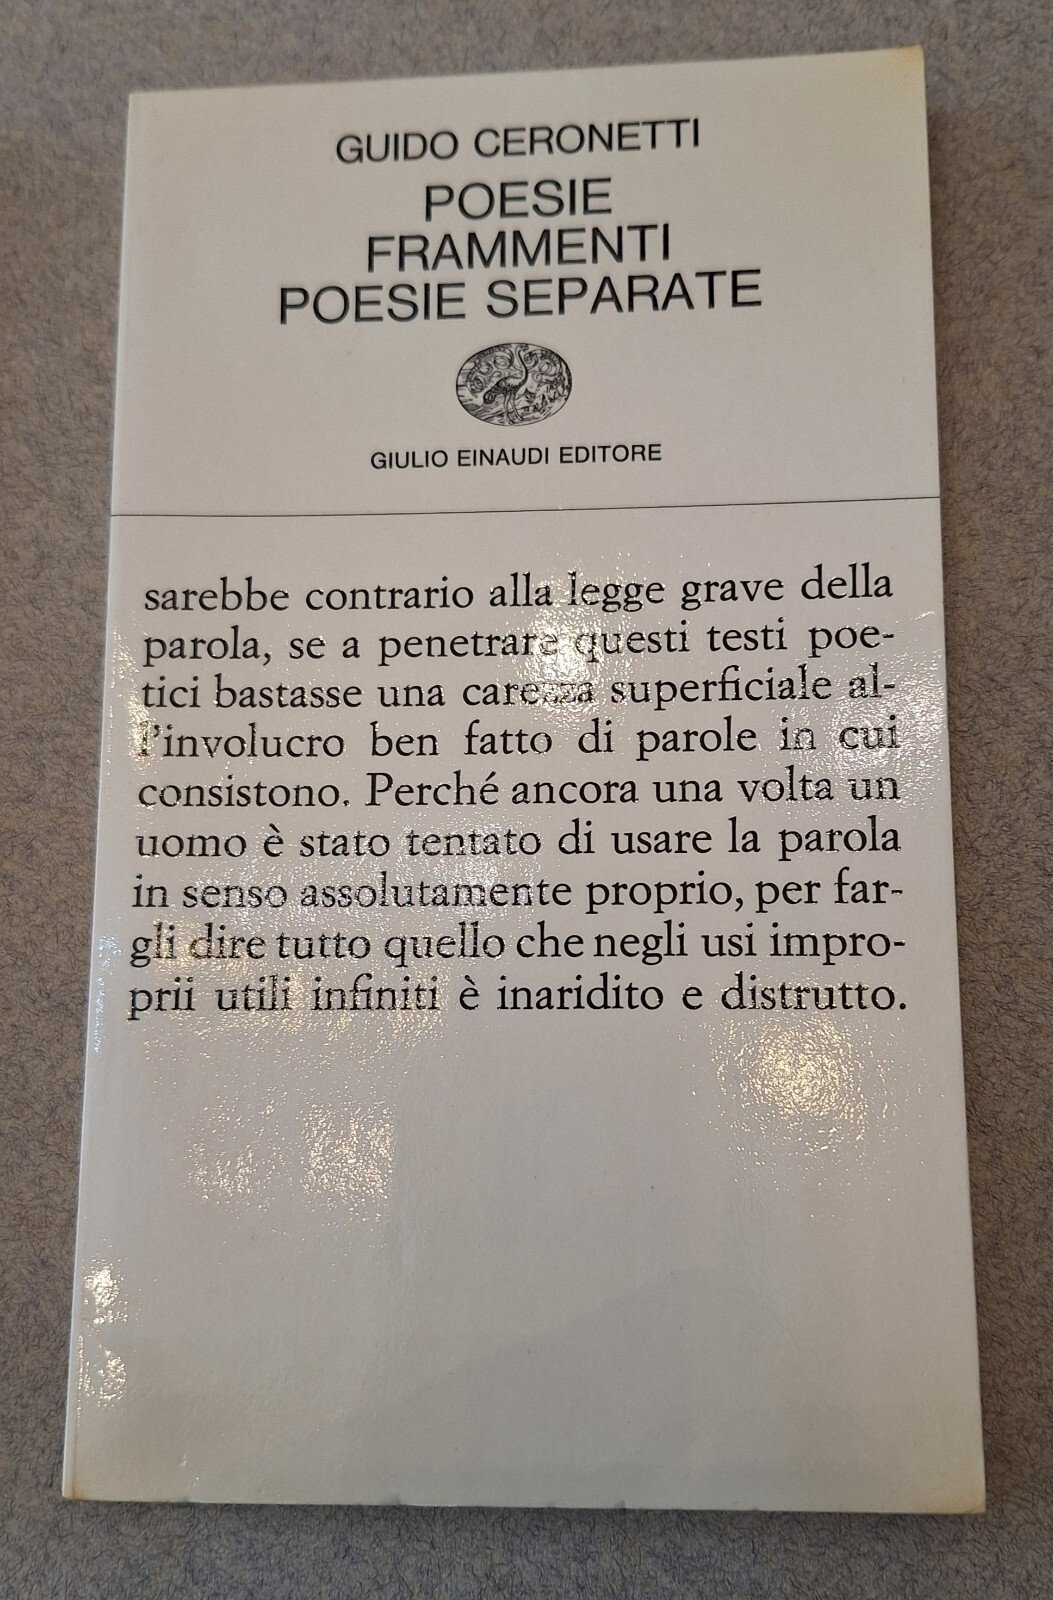 GUIDO CERONETTI
POESIE
FRAMMENTI
POESIE SEPARATE
GIULIO EINAUDI EDITORE
sarebbe contrario alla legge grave della
parola, se a penetrare questi testi poe-
tici bastasse una carezza superficiale al-
l'involucro ben fatto di parole in cui
consistono. Perché ancora una volta un
uomo è stato tentato di usare la parola
in senso assolutamente proprio, per far-
gli dire tutto quello che negli usi impro-
prii utili infiniti è inaridito e distrutto.